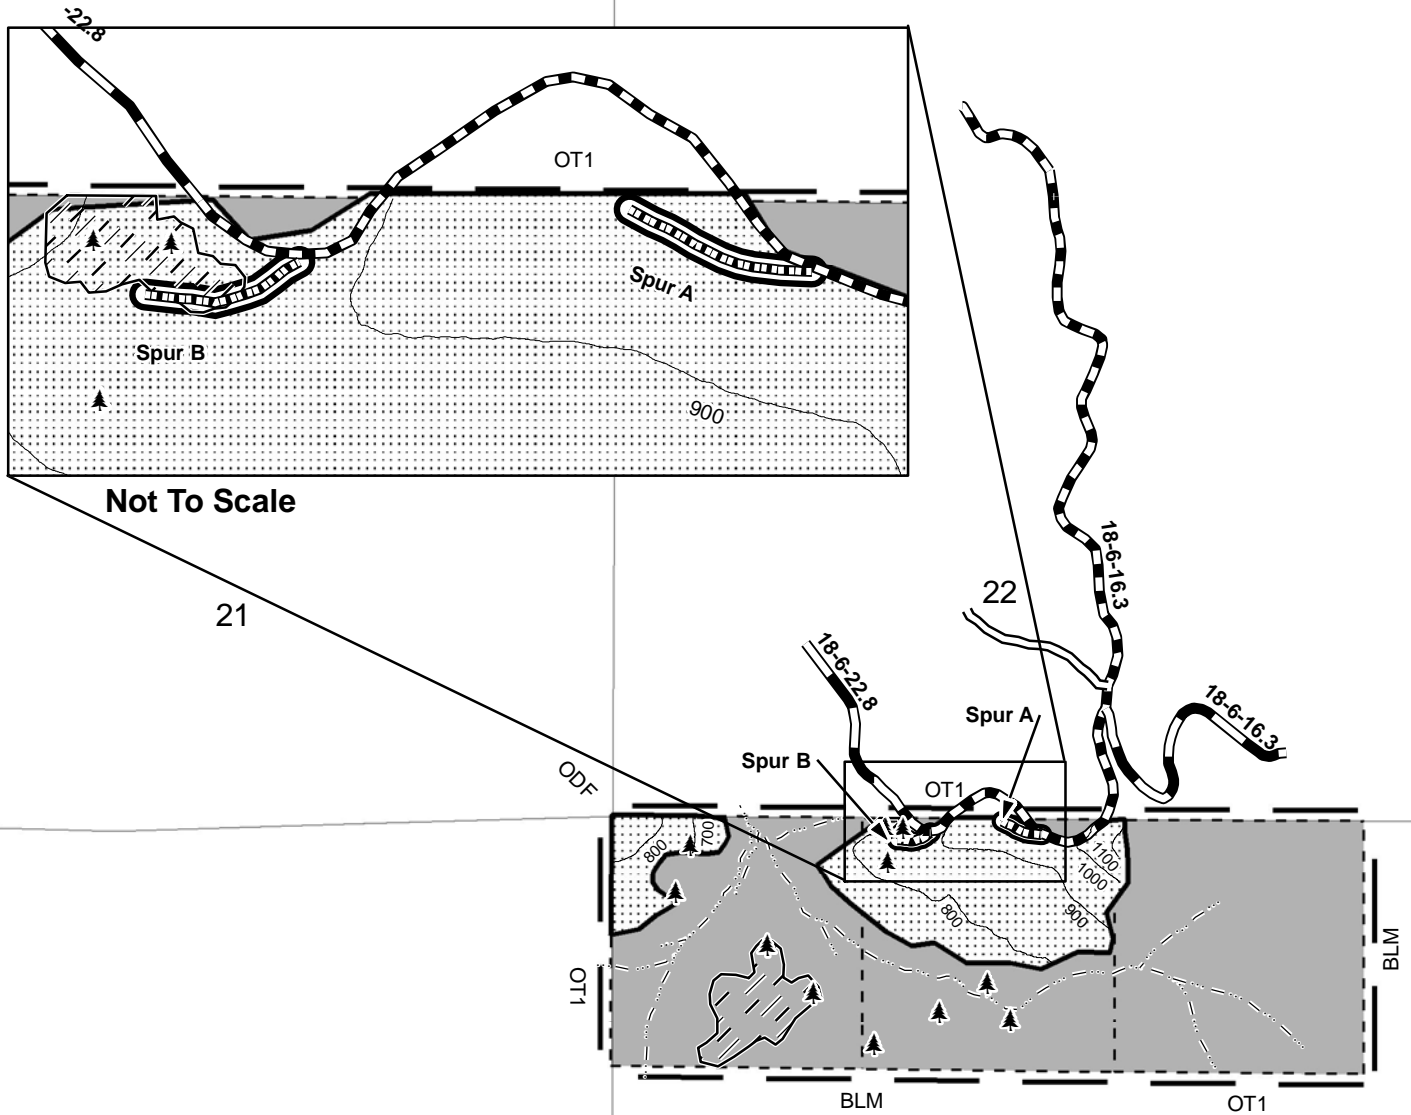 -22.8
OT1
Spur A
Spur B
900
Not To Scale
21
22
18-6-16.3
18-6-22.8
18-6-16.3
Spur A
Spur B
ODF
OT1
800
700
1100
1000
900
800
OT1
BLM
BLM
OT1